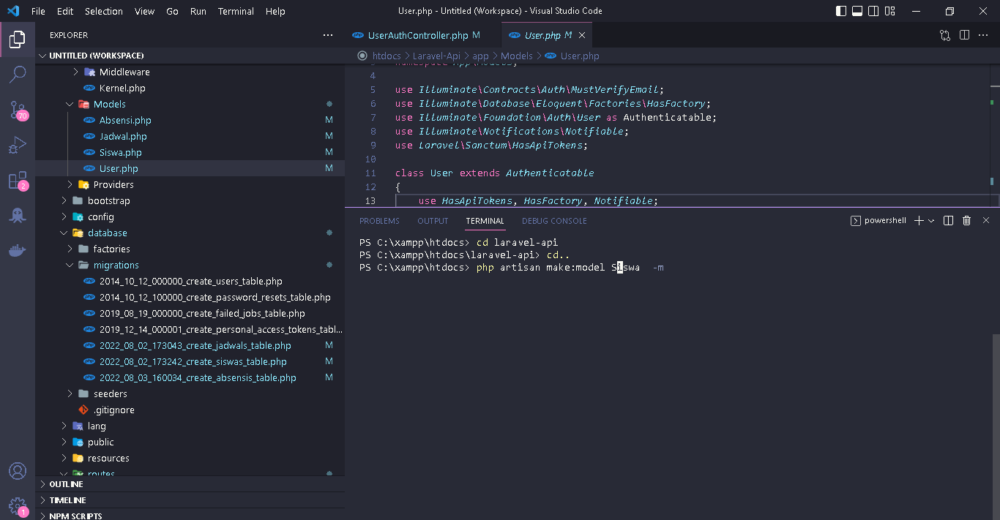 File Edit Selection View Go Run Terminal Help
User.php - Untitled (Workspace) - Visual Studio Code
EXPLORER
UNTITLED (WORKSPACE)
Middleware
Kernel.php
Models
Absensi.php M
Jadwal.php M
Siswa.php M
User.php M
Providers
bootstrap
config
database
factories
migrations
2014_10_12_000000_create_users_table.php
2014_10_12_100000_create_password_resets_table.php
2019_08_19_000000_create_failed_jobs_table.php
2019_12_14_000001_create_personal_access_tokens_tabl...
2022_08_02_173043_create_jadwals_table.php M
2022_08_02_173242_create_siswas_table.php M
2022_08_03_160034_create_absensis_table.php M
seeders
.gitignore
lang
public
resources
routes
OUTLINE
TIMELINE
NPM SCRIPTS
70
2
1
UserAuthController.php M
User.php M
htdocs > Laravel-Api > app > Models > User.php
3 namespace App\Models;
4
5 use Illuminate\Contracts\Auth\MustVerifyEmail;
6 use Illuminate\Database\Eloquent\Factories\HasFactory;
7 use Illuminate\Foundation\Auth\User as Authenticatable;
8 use Illuminate\Notifications\Notifiable;
9 use Laravel\Sanctum\HasApiTokens;
10
11 class User extends Authenticatable
12 {
13 use HasApiTokens, HasFactory, Notifiable;
PROBLEMS OUTPUT TERMINAL DEBUG CONSOLE
powershell
PS C:\xampp\htdocs> cd laravel-api
PS C:\xampp\htdocs\laravel-api> cd..
PS C:\xampp\htdocs> php artisan make:model Siswa -m